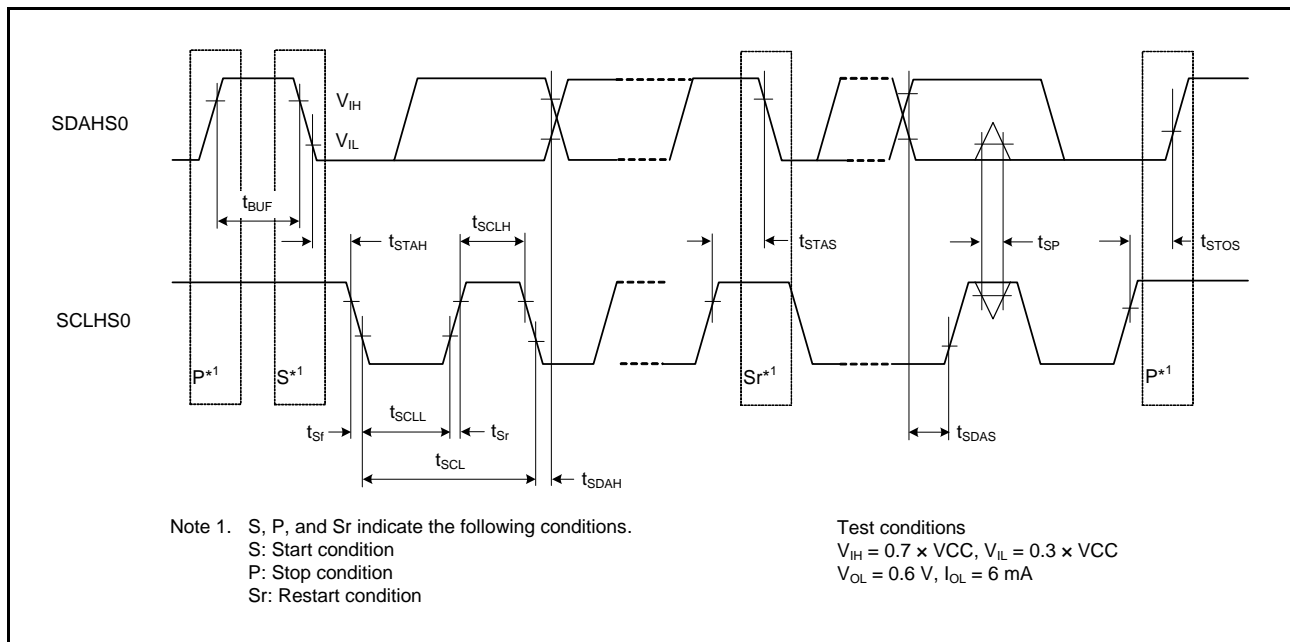 SDAHS0
V_IH
V_IL
t_BUF
t_STAH
t_SCLH
t_STAS
t_SP
t_STOS
SCLHS0
P*1
S*1
Sr*1
P*1
t_Sf
t_SCLL
t_Sr
t_SDAS
t_SCL
t_SDAH
Note 1. S, P, and Sr indicate the following conditions.
S: Start condition
P: Stop condition
Sr: Restart condition
Test conditions
V_IH = 0.7 × VCC, V_IL = 0.3 × VCC
V_OL = 0.6 V, I_OL = 6 mA